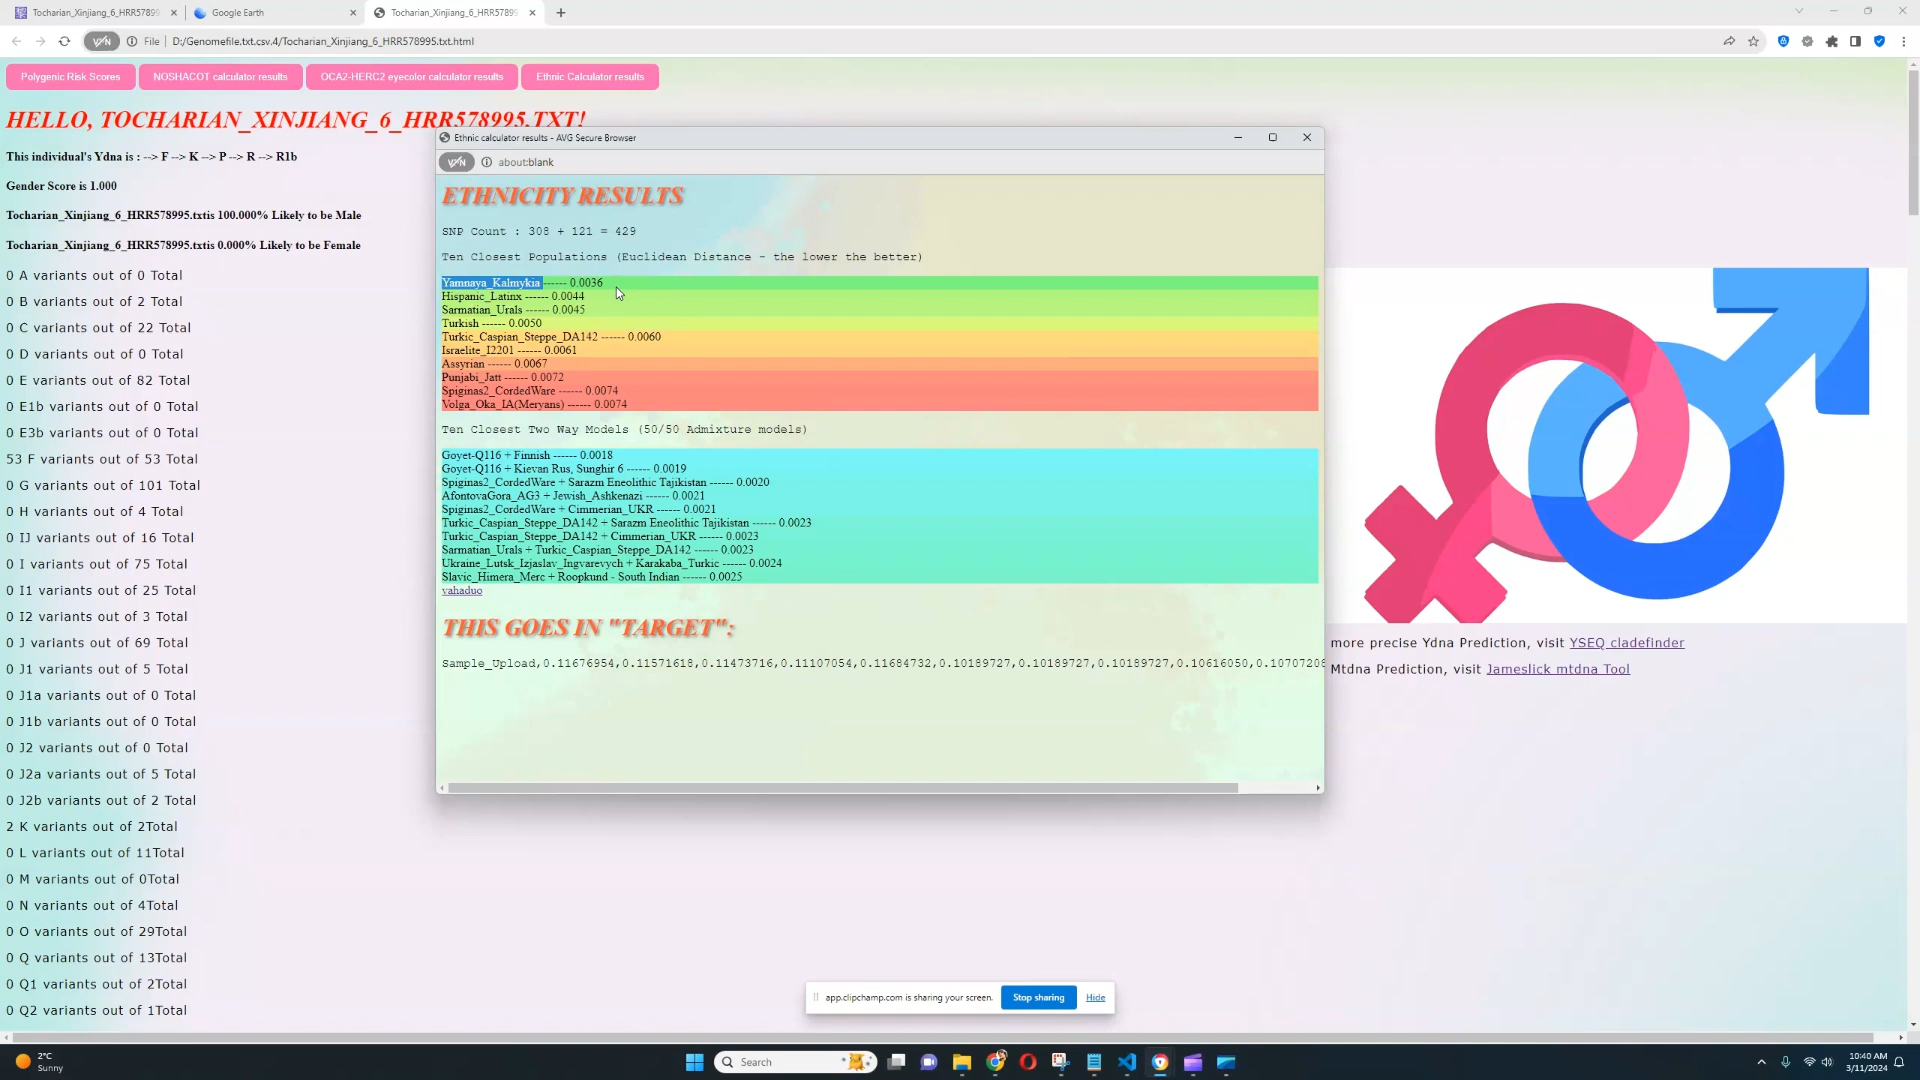 Tocharian_Xinjiang_6_HRR57899
Google Earth
Tocharian_Xinjiang_6_HRR57899
VPN
File
D:/Genomefile.txt.csv.4/Tocharian_Xinjiang_6_HRR578995.txt.html
Polygenic Risk Scores
NOSHACOT calculator results
OCA2-HERC2 eyecolor calculator results
Ethnic Calculator results
HELLO, TOCHARIAN_XINJIANG_6_HRR578995.TXT!
This individual's Ydna is : --> F --> K --> P --> R --> R1b
Gender Score is 1.000
Tocharian_Xinjiang_6_HRR578995.txtis 100.000% Likely to be Male
Tocharian_Xinjiang_6_HRR578995.txtis 0.000% Likely to be Female
0 A variants out of 0 Total
0 B variants out of 2 Total
0 C variants out of 22 Total
0 D variants out of 0 Total
0 E variants out of 82 Total
0 E1b variants out of 0 Total
0 E3b variants out of 0 Total
53 F variants out of 53 Total
0 G variants out of 101 Total
0 H variants out of 4 Total
0 IJ variants out of 16 Total
0 I variants out of 75 Total
0 I1 variants out of 25 Total
0 I2 variants out of 3 Total
0 J variants out of 69 Total
0 J1 variants out of 5 Total
0 J1a variants out of 0 Total
0 J1b variants out of 0 Total
0 J2 variants out of 0 Total
0 J2a variants out of 5 Total
0 J2b variants out of 2 Total
2 K variants out of 2Total
0 L variants out of 11Total
0 M variants out of 0Total
0 N variants out of 4Total
0 O variants out of 29Total
0 Q variants out of 13Total
0 Q1 variants out of 2Total
0 Q2 variants out of 1Total
Ethnic calculator results - AVG Secure Browser
VPN
about:blank
ETHNICITY RESULTS
SNP Count : 308 + 121 = 429
Ten Closest Populations (Euclidean Distance - the lower the better)
Yamnaya_Kalmykia ------ 0.0036
Hispanic_Latinx ------ 0.0044
Sarmatian_Urals ------ 0.0045
Turkish ------ 0.0050
Turkic_Caspian_Steppe_DA142 ------ 0.0060
Israelite_I2201 ------ 0.0061
Assyrian ------ 0.0067
Punjabi_Jatt ------ 0.0072
Spiginas2_CordedWare ------ 0.0074
Volga_Oka_IA(Meryans) ------ 0.0074
Ten Closest Two Way Models (50/50 Admixture models)
Goyet-Q116 + Finnish ------ 0.0018
Goyet-Q116 + Kievan Rus, Sunghir 6 ------ 0.0019
Spiginas2_CordedWare + Sarazm Eneolithic Tajikistan ------ 0.0020
AfontovaGora_AG3 + Jewish_Ashkenazi ------ 0.0021
Spiginas2_CordedWare + Cimmerian_UKR ------ 0.0021
Turkic_Caspian_Steppe_DA142 + Sarazm Eneolithic Tajikistan ------ 0.0023
Turkic_Caspian_Steppe_DA142 + Cimmerian_UKR ------ 0.0023
Sarmatian_Urals + Turkic_Caspian_Steppe_DA142 ------ 0.0023
Ukraine_Lutsk_Izjaslav_Ingvarevych + Karakaba_Turkic ------ 0.0024
Slavic_Himera_Merc + Roopkund - South Indian ------ 0.0025
vahaduo
THIS GOES IN "TARGET":
Sample_Upload,0.11676954,0.11571618,0.11473716,0.11107054,0.11684732,0.10189727,0.10189727,0.10189727,0.10616050,0.10707208
more precise Ydna Prediction, visit YSEQ cladefinder
Mtdna Prediction, visit Jameslick mtdna Tool
app.clipchamp.com is sharing your screen.
Stop sharing
Hide
2°C
Sunny
Search
10:40 AM
3/11/2024